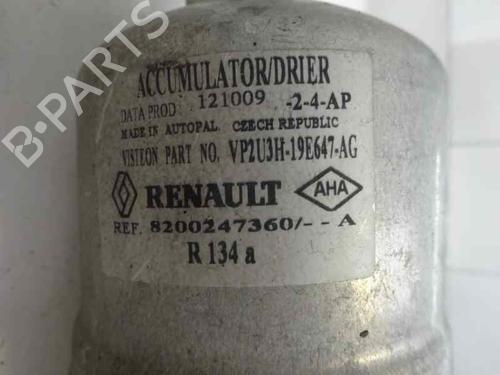 B-PARTS
ACCUMULATOR/DRIER
DATA PROD 121009 -2-4-AP
MADE IN AUTOPAL, CZECH REPUBLIC
VISTEON PART NO. VP2U3H-19E647-AG
RENAULT AHA
REF. 8200247360/-- A
R 134 a